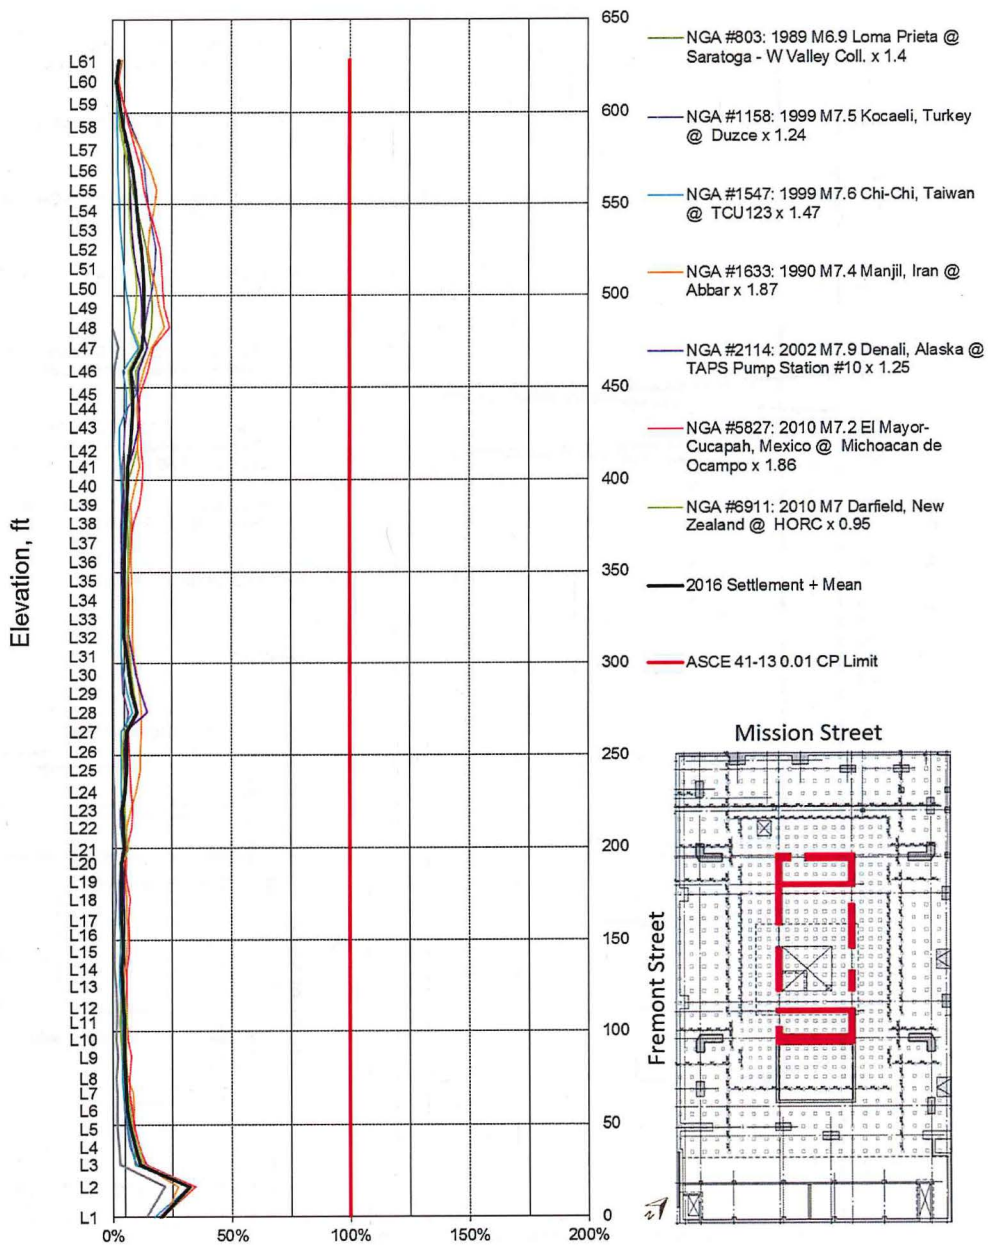 650
NGA #803: 1989 M6.9 Loma Prieta @
Saratoga - W Valley Coll. x 1.4
NGA #1158: 1999 M7.5 Kocaeli, Turkey
@ Duzce x 1.24
NGA #1547: 1999 M7.6 Chi-Chi, Taiwan
@ TCU123 x 1.47
NGA #1633: 1990 M7.4 Manjil, Iran @
Abbar x 1.87
NGA #2114: 2002 M7.9 Denali, Alaska @
TAPS Pump Station #10 x 1.25
NGA #5827: 2010 M7.2 El Mayor-
Cucapah, Mexico @ Michoacan de
Ocampo x 1.86
NGA #6911: 2010 M7 Darfield, New
Zealand @ HORC x 0.95
2016 Settlement + Mean
ASCE 41-13 0.01 CP Limit
Elevation, ft
L61
L60
L59
L58
L57
L56
L55
L54
L53
L52
L51
L50
L49
L48
L47
L46
L45
L44
L43
L42
L41
L40
L39
L38
L37
L36
L35
L34
L33
L32
L31
L30
L29
L28
L27
L26
L25
L24
L23
L22
L21
L20
L19
L18
L17
L16
L15
L14
L13
L12
L11
L10
L9
L8
L7
L6
L5
L4
L3
L2
L1
600
550
500
450
400
350
300
250
200
150
100
50
0
0%
50%
100%
150%
200%
Mission Street
Fremont Street
N